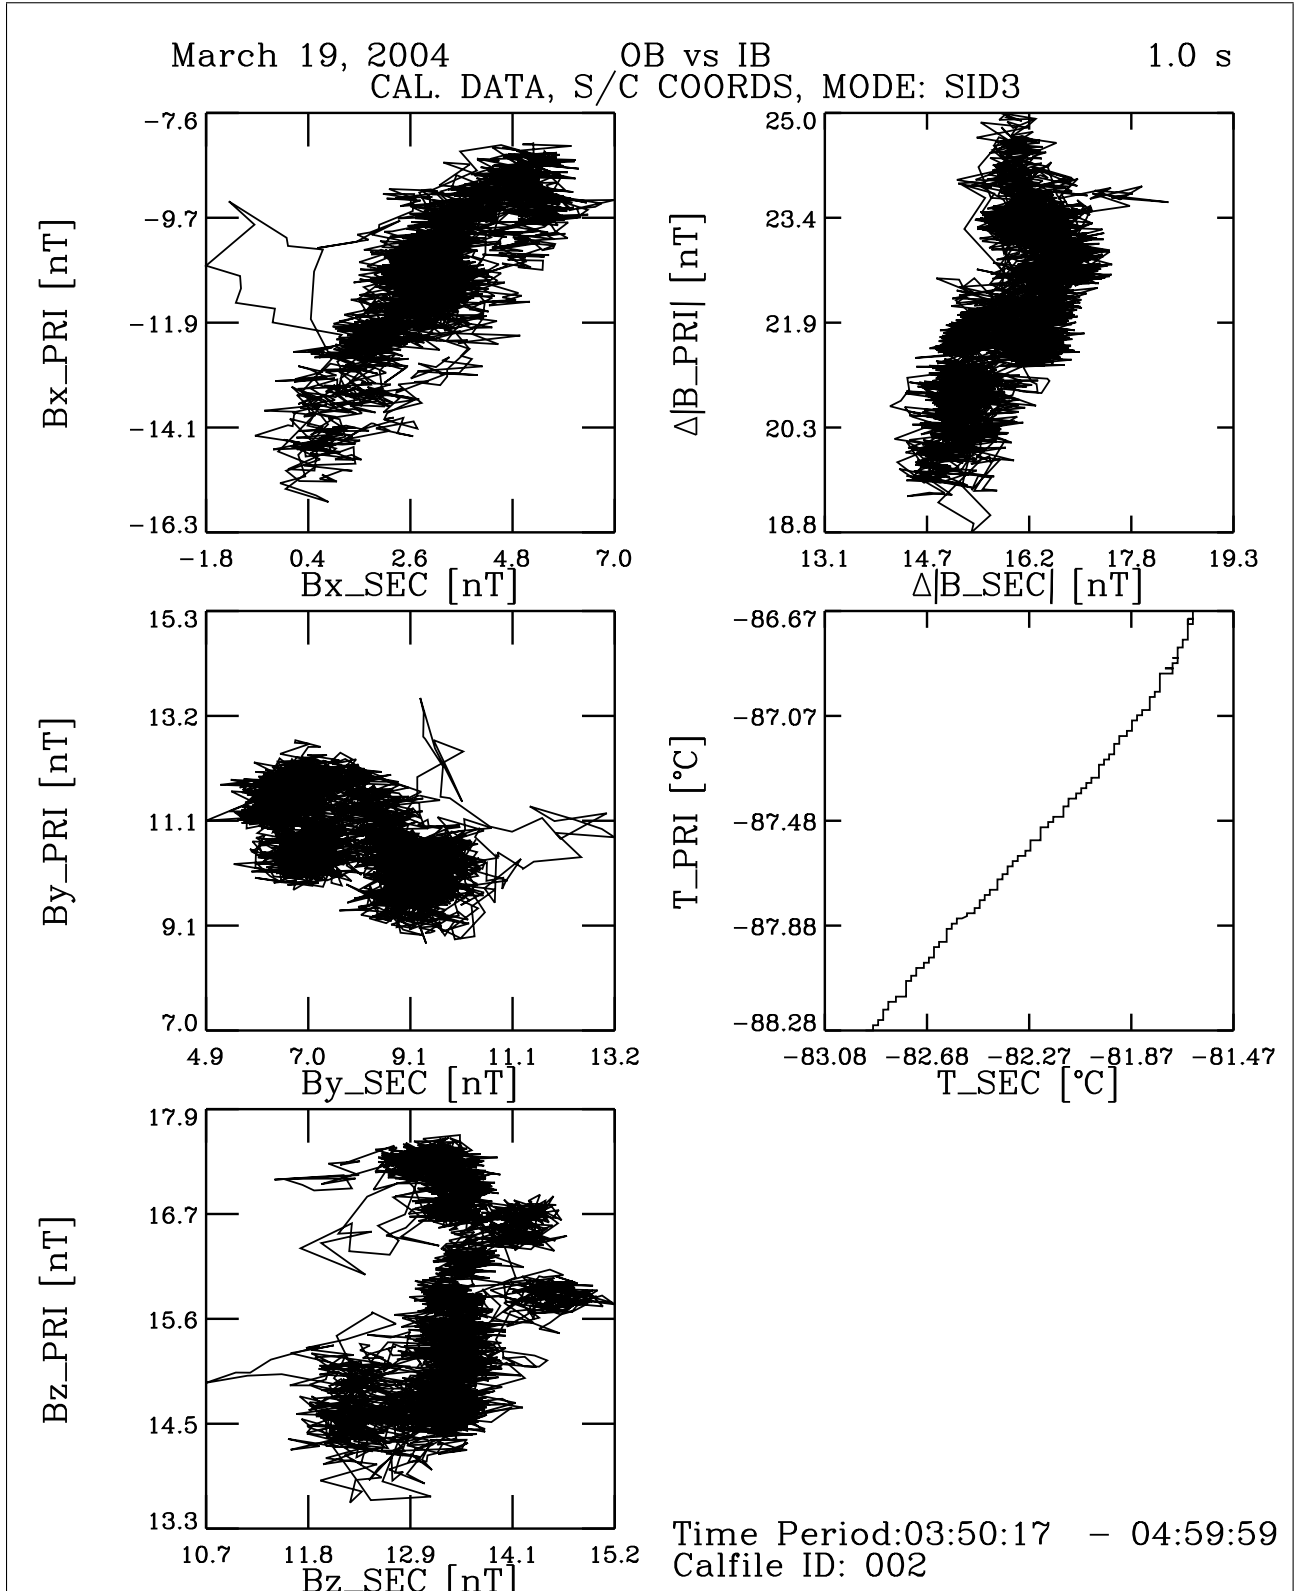 March 19, 2004 OB vs IB 1.0 s
CAL. DATA, S/C COORDS, MODE: SID3
Bx_PRI [nT]
-7.6
-9.7
-11.9
-14.1
-16.3
-1.8 0.4 2.6 4.8 7.0
Bx_SEC [nT]
Δ|B_PRI| [nT]
25.0
23.4
21.9
20.3
18.8
13.1 14.7 16.2 17.8 19.3
Δ|B_SEC| [nT]
By_PRI [nT]
15.3
13.2
11.1
9.1
7.0
4.9 7.0 9.1 11.1 13.2
By_SEC [nT]
T_PRI [°C]
-86.67
-87.07
-87.48
-87.88
-88.28
-83.08 -82.68 -82.27 -81.87 -81.47
T_SEC [°C]
Bz_PRI [nT]
17.9
16.7
15.6
14.5
13.3
10.7 11.8 12.9 14.1 15.2
Bz_SEC [nT]
Time Period:03:50:17 - 04:59:59
Calfile ID: 002